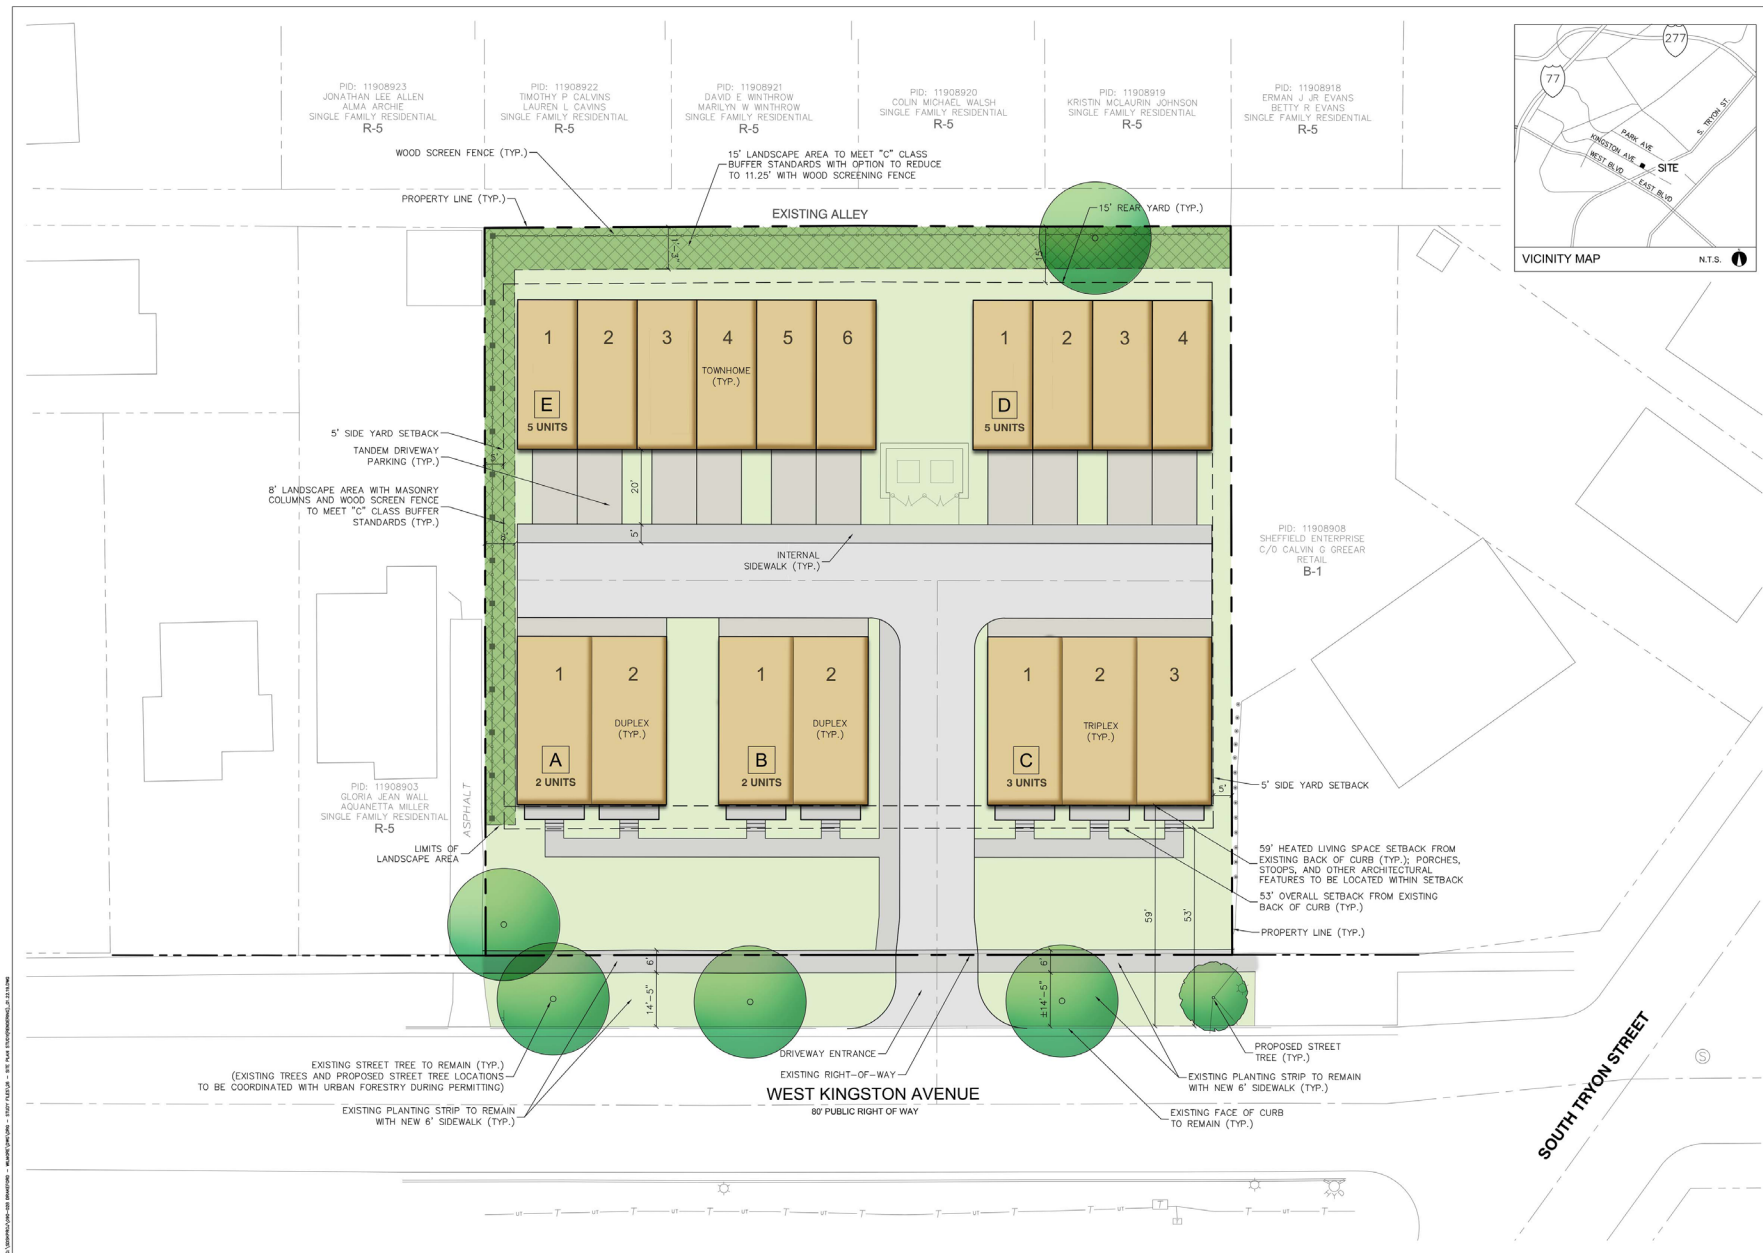 PID: 11908923
JONATHAN LEE ALLEN
ALMA ARCHIE
SINGLE FAMILY RESIDENTIAL
R-5
PID: 11908922
TIMOTHY P CALVINS
LAUREN L CAVINS
SINGLE FAMILY RESIDENTIAL
R-5
PID: 11908921
DAVID E WINTHROW
MARILYN W WINTHROW
SINGLE FAMILY RESIDENTIAL
R-5
PID: 11908920
COLIN MICHAEL WALSH
SINGLE FAMILY RESIDENTIAL
R-5
PID: 11908919
KRISTIN MCLAURIN JOHNSON
SINGLE FAMILY RESIDENTIAL
R-5
PID: 11908918
ERMAN J JR EVANS
BETTY R EVANS
SINGLE FAMILY RESIDENTIAL
R-5
277
77
S. TRYON ST.
PARK AVE
KINGSTON AVE
WEST BLVD
SITE
EAST BLVD
VICINITY MAP
N.T.S.
WOOD SCREEN FENCE (TYP.)
15' LANDSCAPE AREA TO MEET "C" CLASS
BUFFER STANDARDS WITH OPTION TO REDUCE
TO 11.25' WITH WOOD SCREENING FENCE
PROPERTY LINE (TYP.)
EXISTING ALLEY
15' REAR YARD (TYP.)
11'-3"
15'
1
2
3
4
5
6
TOWNHOME
(TYP.)
E
5 UNITS
1
2
3
4
D
5 UNITS
5' SIDE YARD SETBACK
TANDEM DRIVEWAY
PARKING (TYP.)
8' LANDSCAPE AREA WITH MASONRY
COLUMNS AND WOOD SCREEN FENCE
TO MEET "C" CLASS BUFFER
STANDARDS (TYP.)
5'
8'
20'
5'
INTERNAL
SIDEWALK (TYP.)
PID: 11908908
SHEFFIELD ENTERPRISE
C/O CALVIN G GREEAR
RETAIL
B-1
1
2
DUPLEX
(TYP.)
A
2 UNITS
1
2
DUPLEX
(TYP.)
B
2 UNITS
1
2
3
TRIPLEX
(TYP.)
C
3 UNITS
PID: 11908903
GLORIA JEAN WALL
AQUANETTA MILLER
SINGLE FAMILY RESIDENTIAL
R-5
ASPHALT
LIMITS OF
LANDSCAPE AREA
5'
5' SIDE YARD SETBACK
59' HEATED LIVING SPACE SETBACK FROM
EXISTING BACK OF CURB (TYP.); PORCHES,
STOOPS, AND OTHER ARCHITECTURAL
FEATURES TO BE LOCATED WITHIN SETBACK
53' OVERALL SETBACK FROM EXISTING
BACK OF CURB (TYP.)
PROPERTY LINE (TYP.)
59'
53'
6'
14'-5"
6'
±14'-5"
EXISTING STREET TREE TO REMAIN (TYP.)
(EXISTING TREES AND PROPOSED STREET TREE LOCATIONS
TO BE COORDINATED WITH URBAN FORESTRY DURING PERMITTING)
EXISTING PLANTING STRIP TO REMAIN
WITH NEW 6' SIDEWALK (TYP.)
DRIVEWAY ENTRANCE
EXISTING RIGHT-OF-WAY
WEST KINGSTON AVENUE
80' PUBLIC RIGHT OF WAY
PROPOSED STREET
TREE (TYP.)
EXISTING PLANTING STRIP TO REMAIN
WITH NEW 6' SIDEWALK (TYP.)
EXISTING FACE OF CURB
TO REMAIN (TYP.)
SOUTH TRYON STREET
S
UT T UT T UT T UT T T UT T UT T UT T
T